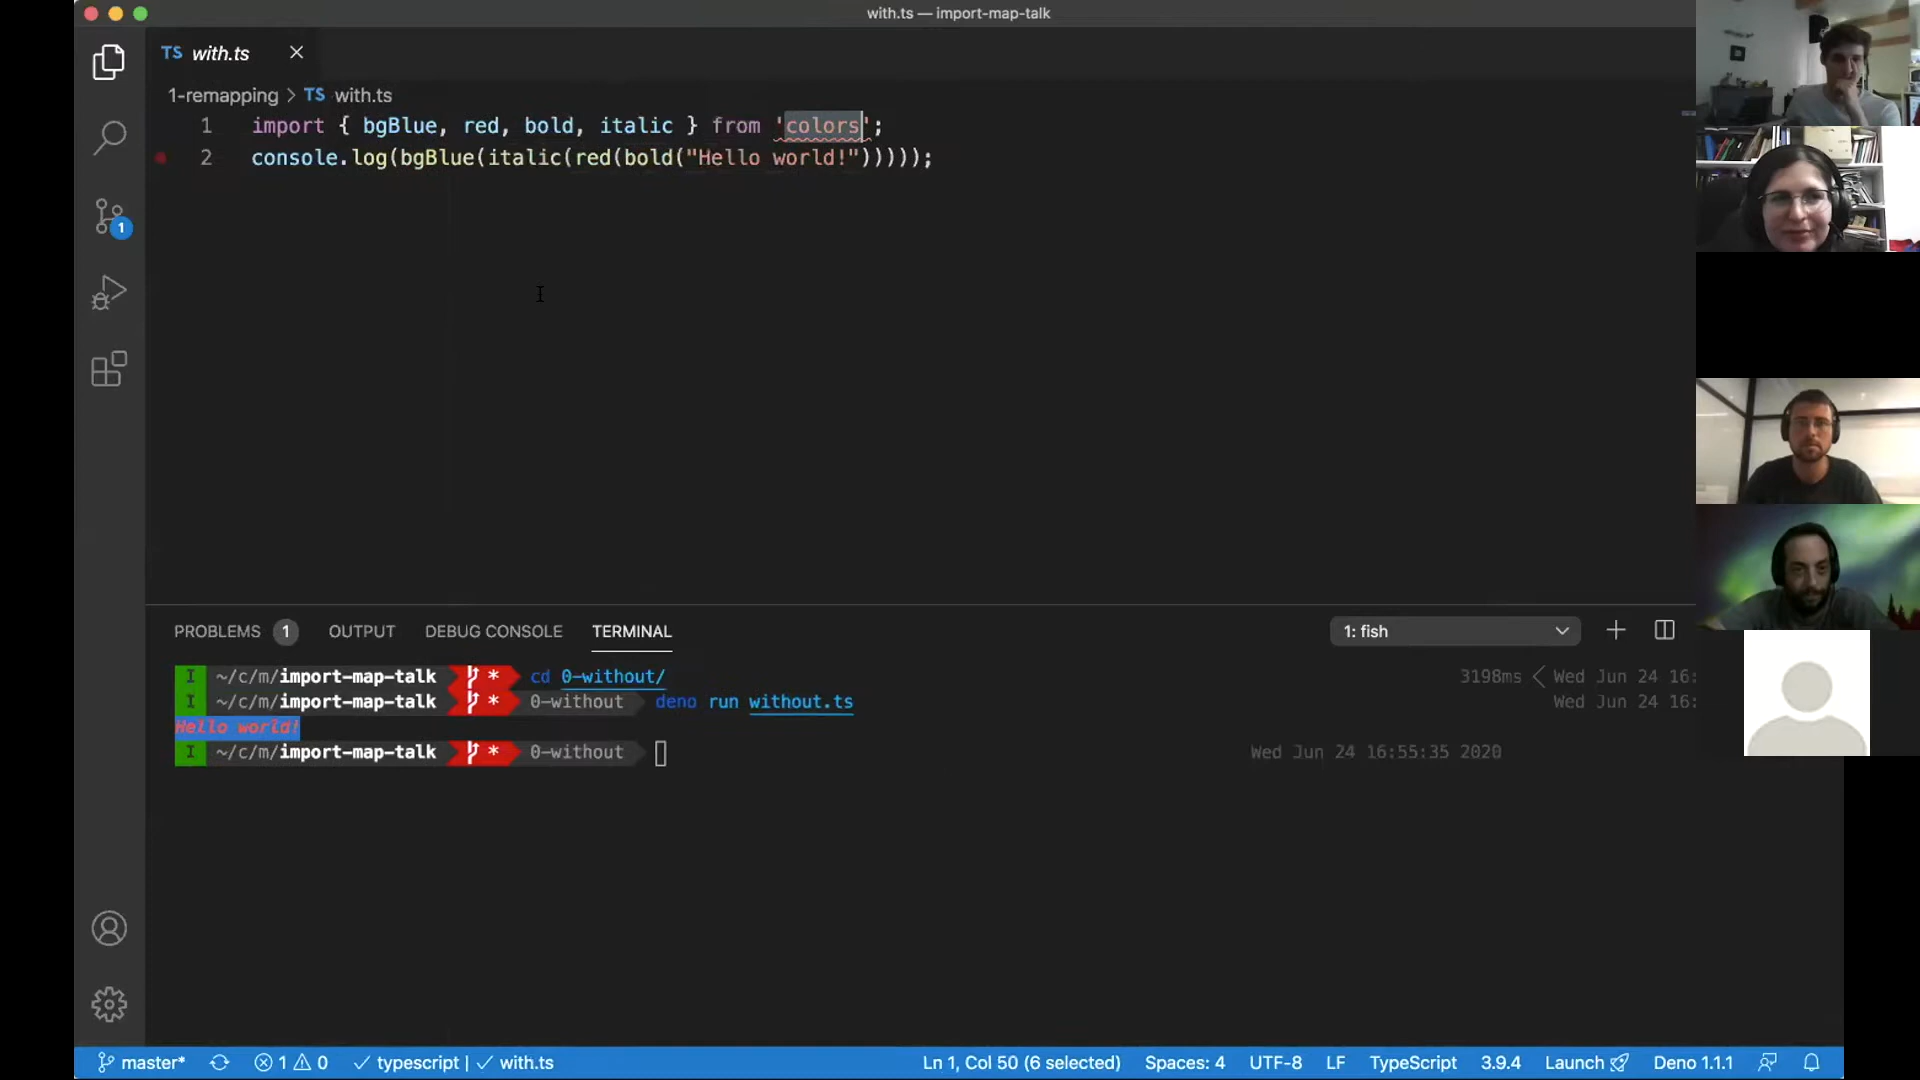 with.ts — import-map-talk
TS with.ts
1-remapping > TS with.ts
1 import { bgBlue, red, bold, italic } from 'colors';
2 console.log(bgBlue(italic(red(bold("Hello world!")))));
1
PROBLEMS 1 OUTPUT DEBUG CONSOLE TERMINAL 1: fish
I ~/c/m/import-map-talk * cd 0-without/ 3198ms < Wed Jun 24 16:
I ~/c/m/import-map-talk * 0-without deno run without.ts Wed Jun 24 16:
Hello world!
I ~/c/m/import-map-talk * 0-without Wed Jun 24 16:55:35 2020
master* 1 0 ✓ typescript | ✓ with.ts Ln 1, Col 50 (6 selected) Spaces: 4 UTF-8 LF TypeScript 3.9.4 Launch Deno 1.1.1